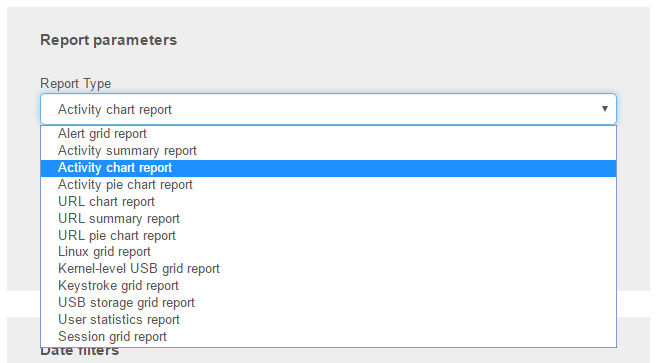 Report parameters
Report Type
Activity chart report
Alert grid report
Activity summary report
Activity chart report
Activity pie chart report
URL chart report
URL summary report
URL pie chart report
Linux grid report
Kernel-level USB grid report
Keystroke grid report
USB storage grid report
User statistics report
Session grid report
Date filters